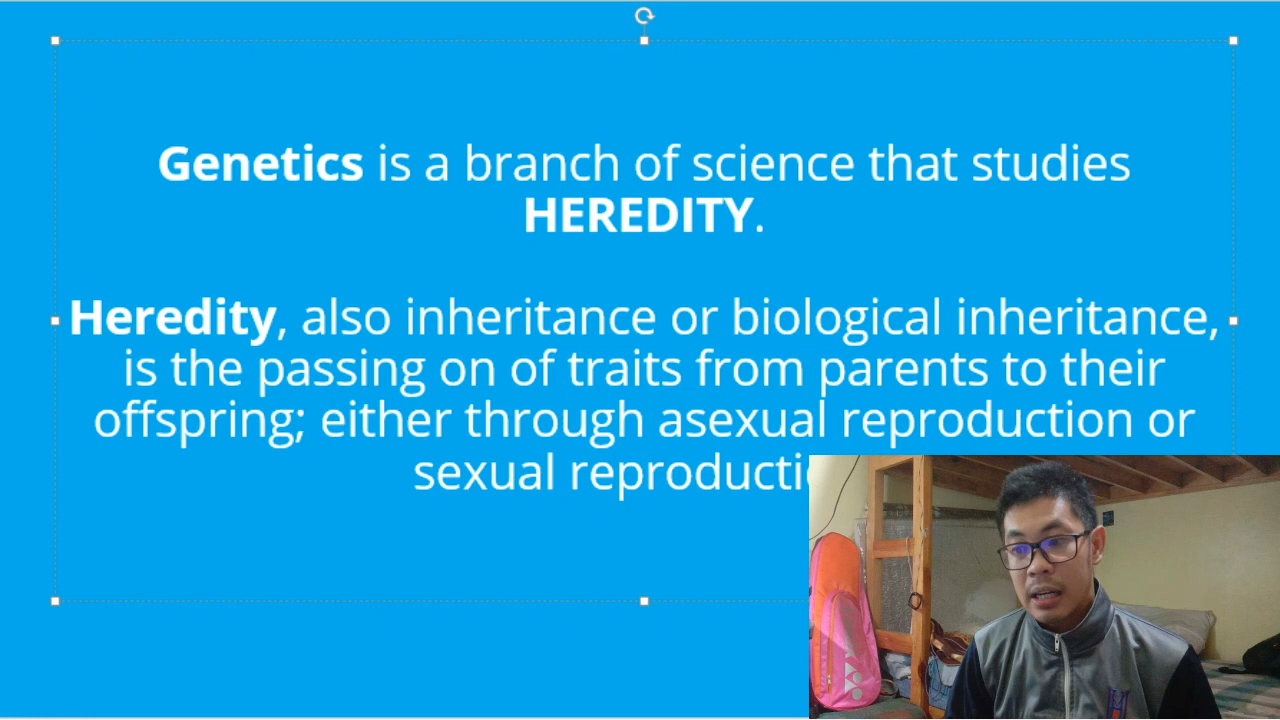 Genetics is a branch of science that studies
HEREDITY.
Heredity, also inheritance or biological inheritance,
is the passing on of traits from parents to their
offspring; either through asexual reproduction or
sexual